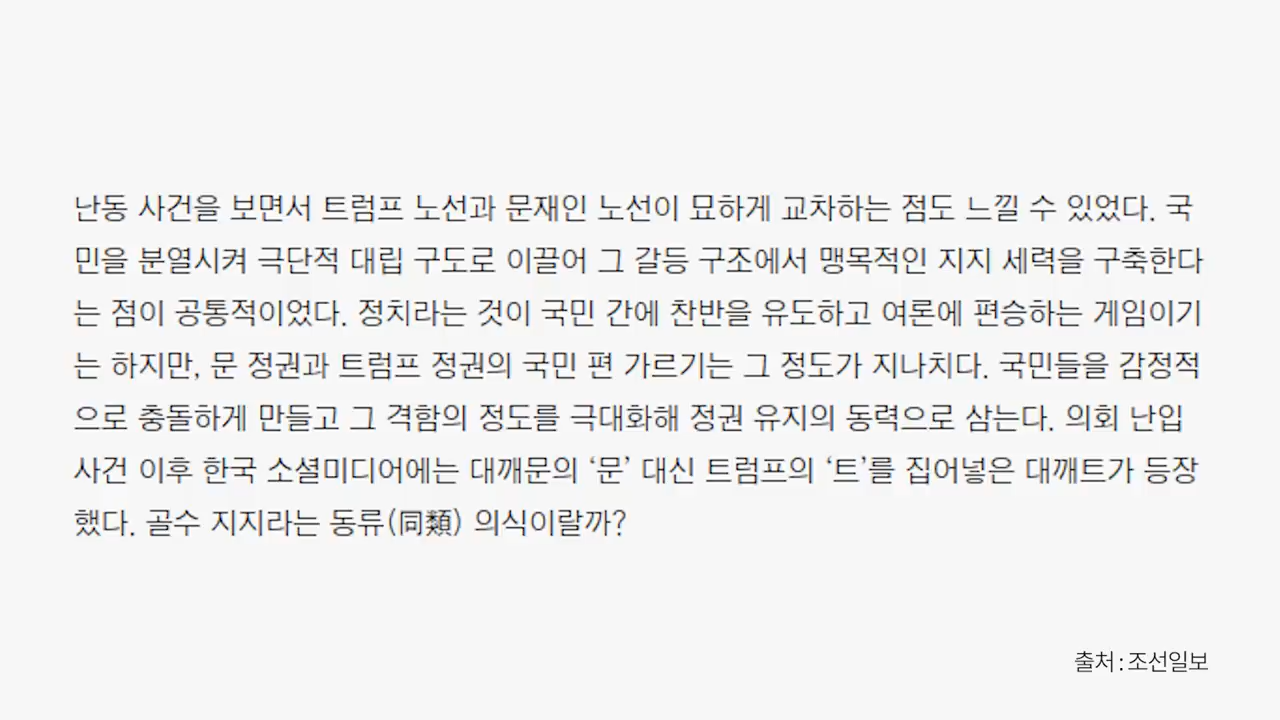 난동 사건을 보면서 트럼프 노선과 문재인 노선이 묘하게 교차하는 점도 느낄 수 있었다. 국
민을 분열시켜 극단적 대립 구도로 이끌어 그 갈등 구조에서 맹목적인 지지 세력을 구축한다
는 점이 공통적이었다. 정치라는 것이 국민 간에 찬반을 유도하고 여론에 편승하는 게임이기
는 하지만, 문 정권과 트럼프 정권의 국민 편 가르기는 그 정도가 지나치다. 국민들을 감정적
으로 충돌하게 만들고 그 격함의 정도를 극대화해 정권 유지의 동력으로 삼는다. 의회 난입
사건 이후 한국 소셜미디어에는 대깨문의 ‘문’ 대신 트럼프의 ‘트’를 집어넣은 대깨트가 등장
했다. 골수 지지라는 동류(同類) 의식이랄까?
출처 : 조선일보